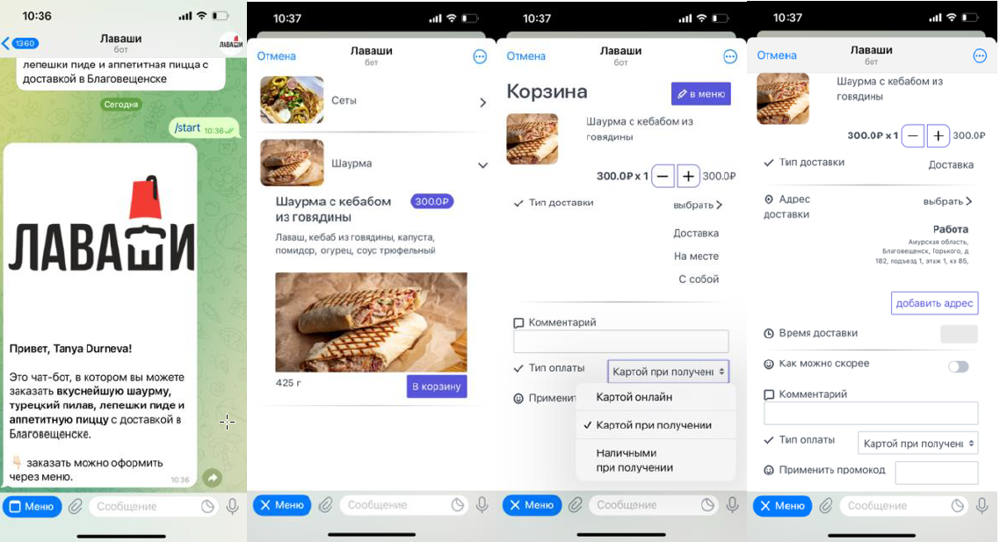 10:36
1360
Лаваши
бот
лепешки пиде и аппетитная пицца с
доставкой в Благовещенске
Сегодня
/start
10:36
ЛАВАШИ
Привет, Tanya Durneva!
Это чат-бот, в котором вы можете
заказать вкуснейшую шаурму,
турецкий пилав, лепешки пиде и
аппетитную пиццу с доставкой в
Благовещенске.
заказать можно оформить
через меню.
10:36
Меню
Сообщение
10:37
Отмена
Лаваши
бот
Сеты
Шаурма
Шаурма с кебабом
из говядины
300.0₽
Лаваш, кебаб из говядины, капуста,
помидор, огурец, соус трюфельный
425 г
В корзину
Меню
Сообщение
10:37
Отмена
Лаваши
бот
Корзина
в меню
Шаурма с кебабом из
говядины
300.0₽ x 1
300.0₽
Тип доставки
выбрать
Доставка
На месте
С собой
Комментарий
Тип оплаты
Картой при получени
Применит
Картой онлайн
Картой при получении
Наличными
при получении
Меню
Сообщение
10:37
Отмена
Лаваши
бот
Шаурма с кебабом из
говядины
300.0₽ x 1
300.0₽
Тип доставки
Доставка
Адрес
доставки
выбрать
Работа
Амурская область,
Благовещенск, Горького, д
182, подъезд 1, этаж 1, кв 85,
добавить адрес
Время доставки
Как можно скорее
Комментарий
Тип оплаты
Картой при получени
Применить промокод
Меню
Сообщение